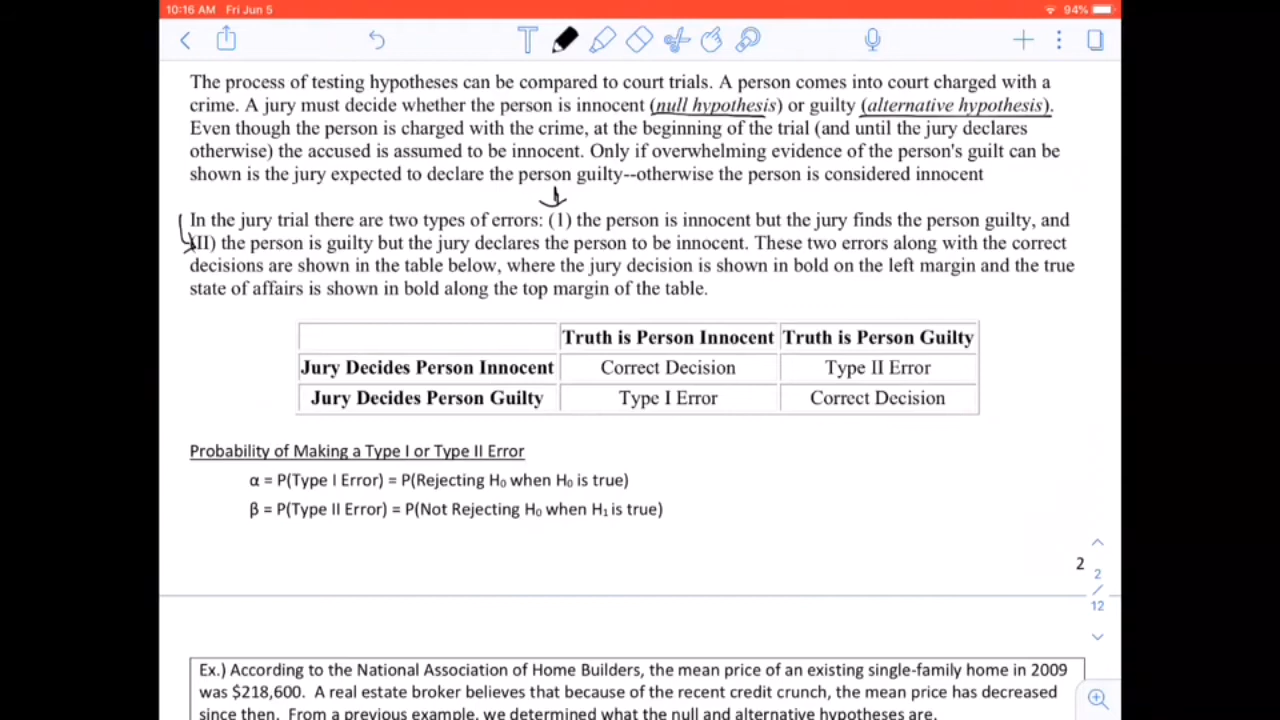 10:16 AM Fri Jun 5
94%
The process of testing hypotheses can be compared to court trials. A person comes into court charged with a
crime. A jury must decide whether the person is innocent (null hypothesis) or guilty (alternative hypothesis).
Even though the person is charged with the crime, at the beginning of the trial (and until the jury declares
otherwise) the accused is assumed to be innocent. Only if overwhelming evidence of the person's guilt can be
shown is the jury expected to declare the person guilty--otherwise the person is considered innocent
In the jury trial there are two types of errors: (1) the person is innocent but the jury finds the person guilty, and
(II) the person is guilty but the jury declares the person to be innocent. These two errors along with the correct
decisions are shown in the table below, where the jury decision is shown in bold on the left margin and the true
state of affairs is shown in bold along the top margin of the table.
Truth is Person Innocent Truth is Person Guilty
Jury Decides Person Innocent Correct Decision Type II Error
Jury Decides Person Guilty Type I Error Correct Decision
Probability of Making a Type I or Type II Error
α = P(Type I Error) = P(Rejecting H₀ when H₀ is true)
β = P(Type II Error) = P(Not Rejecting H₀ when H₁ is true)
2
2
/
12
Ex.) According to the National Association of Home Builders, the mean price of an existing single-family home in 2009
was $218,600. A real estate broker believes that because of the recent credit crunch, the mean price has decreased
since then. From a previous example, we determined what the null and alternative hypotheses are.